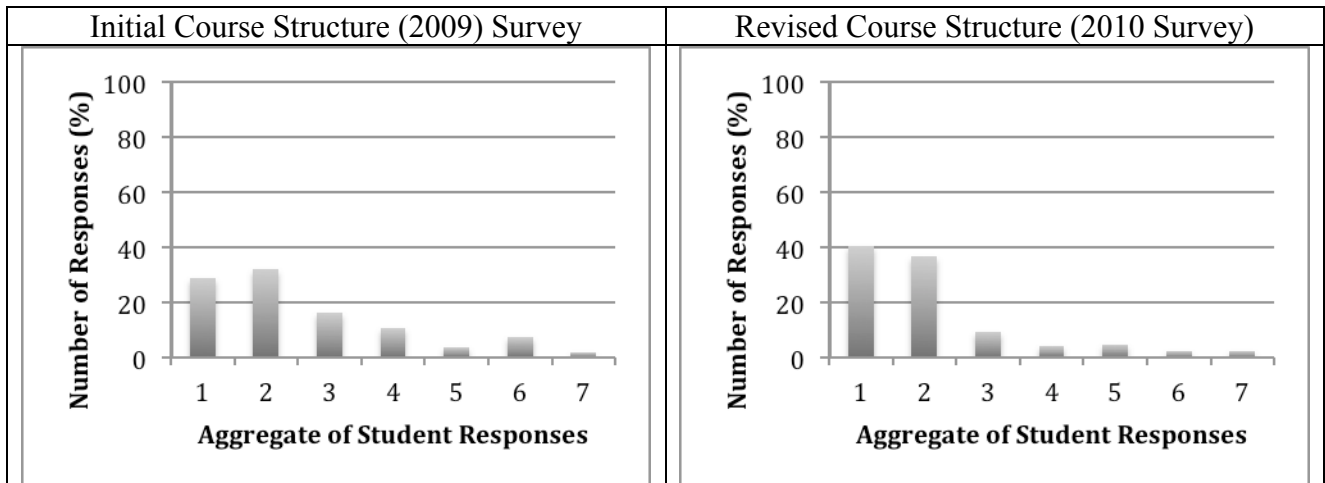 Initial Course Structure (2009) Survey
Revised Course Structure (2010 Survey)
Number of Responses (%)
100
80
60
40
20
0
1 2 3 4 5 6 7
Aggregate of Student Responses
Number of Responses (%)
100
80
60
40
20
0
1 2 3 4 5 6 7
Aggregate of Student Responses